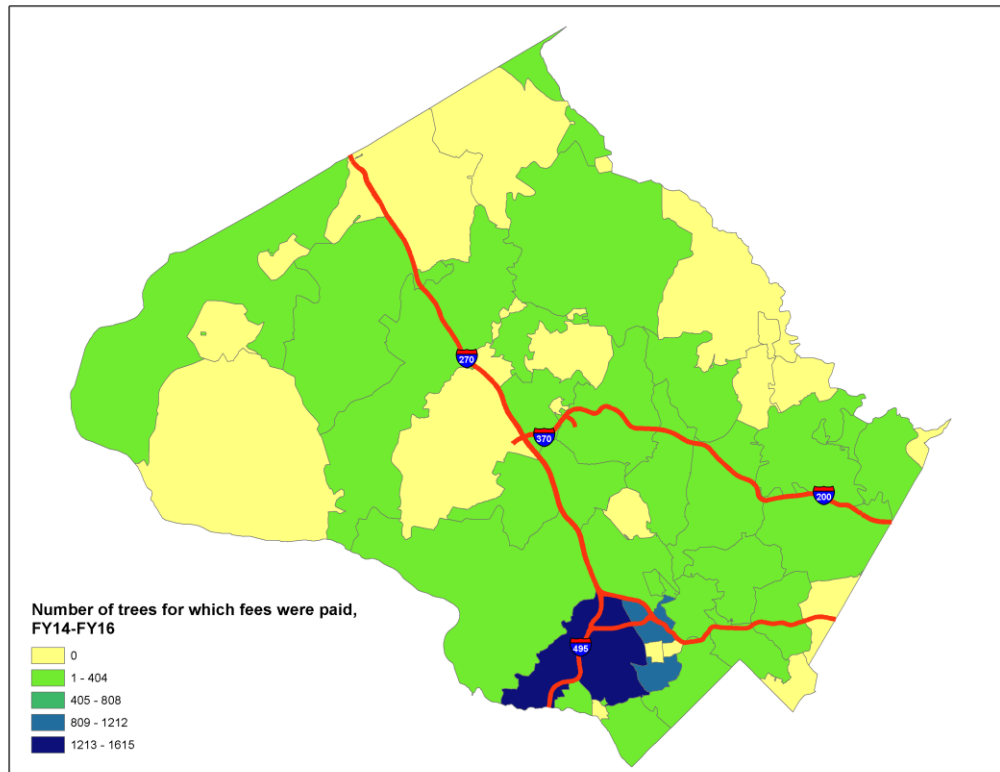 270
370
200
495
Number of trees for which fees were paid,
FY14-FY16
0
1 - 404
405 - 808
809 - 1212
1213 - 1615